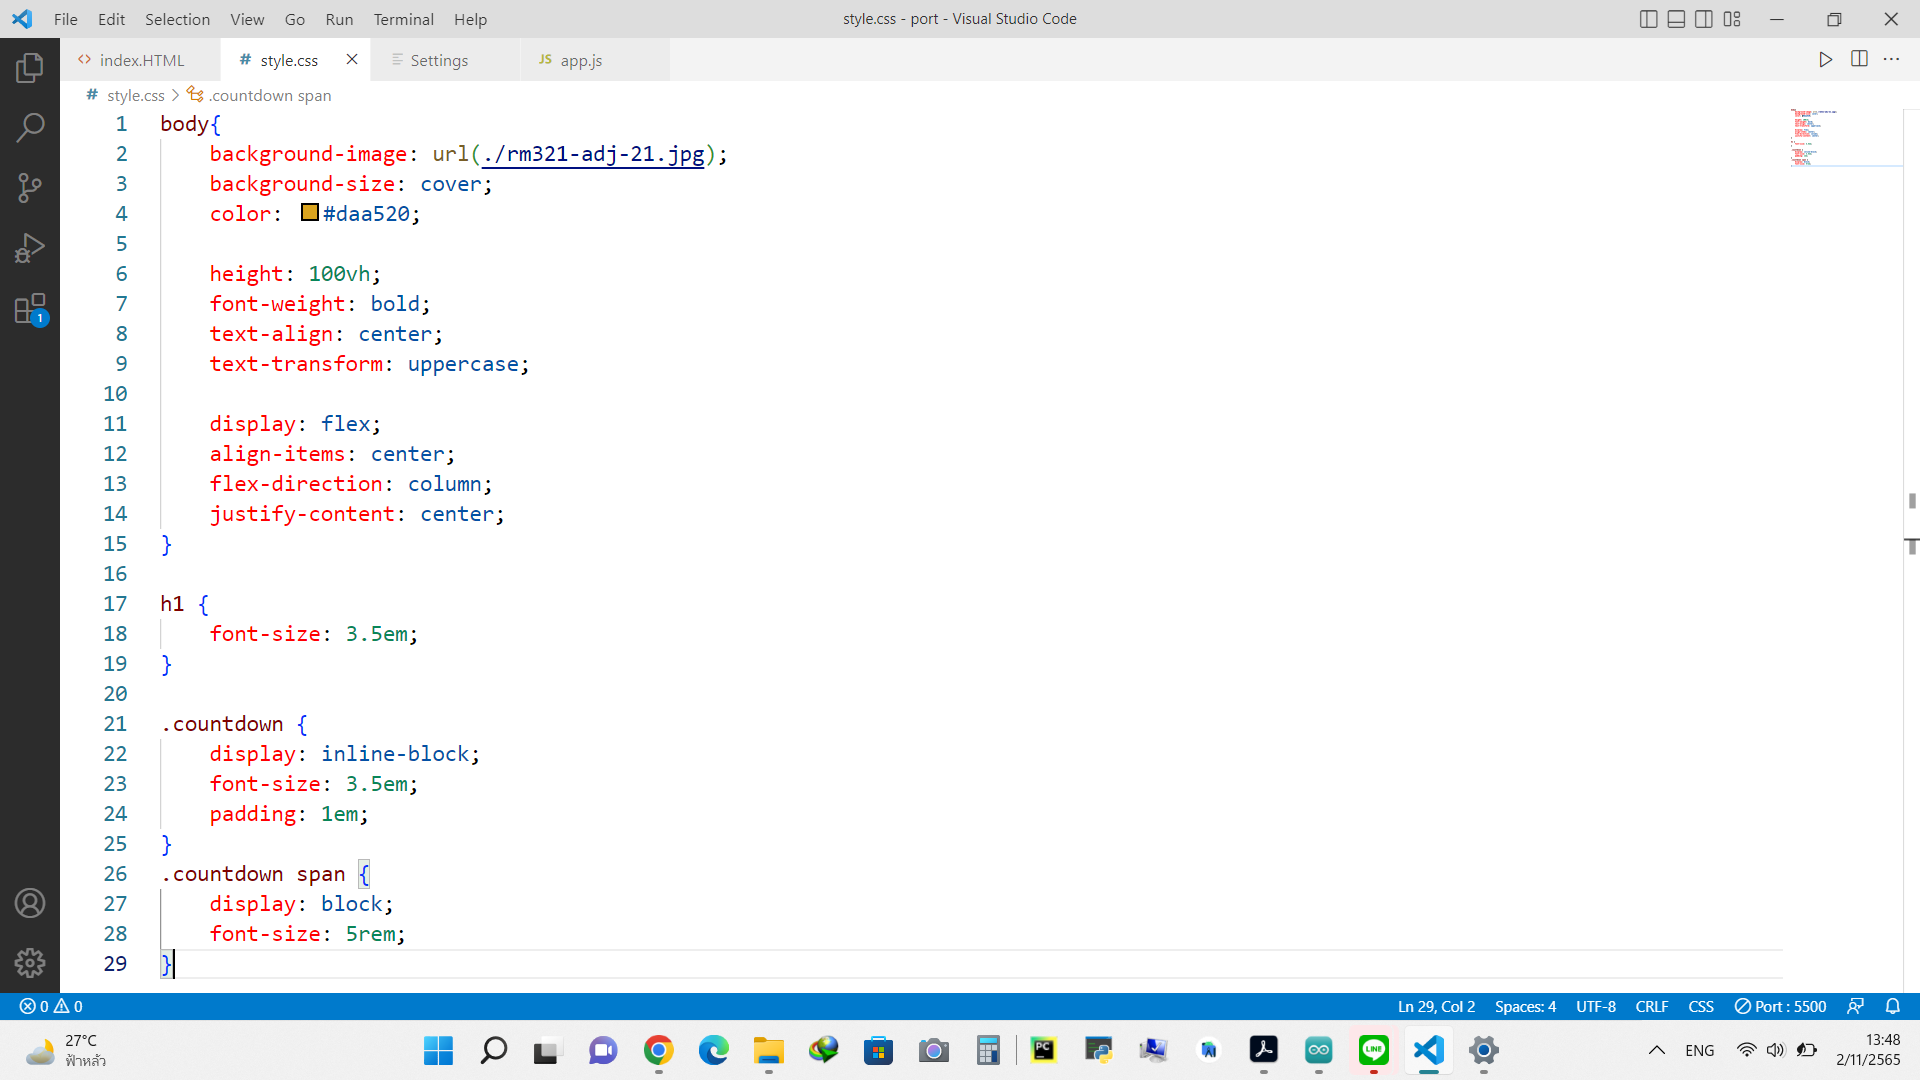 File Edit Selection View Go Run Terminal Help
style.css - port - Visual Studio Code
<> index.HTML
# style.css
Settings
JS app.js
# style.css > .countdown span
1 body{
2 background-image: url(./rm321-adj-21.jpg);
3 background-size: cover;
4 color: #daa520;
5
6 height: 100vh;
7 font-weight: bold;
8 text-align: center;
9 text-transform: uppercase;
10
11 display: flex;
12 align-items: center;
13 flex-direction: column;
14 justify-content: center;
15 }
16
17 h1 {
18 font-size: 3.5em;
19 }
20
21 .countdown {
22 display: inline-block;
23 font-size: 3.5em;
24 padding: 1em;
25 }
26 .countdown span {
27 display: block;
28 font-size: 5rem;
29 }
1
0 0
Ln 29, Col 2 Spaces: 4 UTF-8 CRLF CSS Port : 5500
27°C
ฟ้าหลัว
PC
LINE
ENG
13:48
2/11/2565